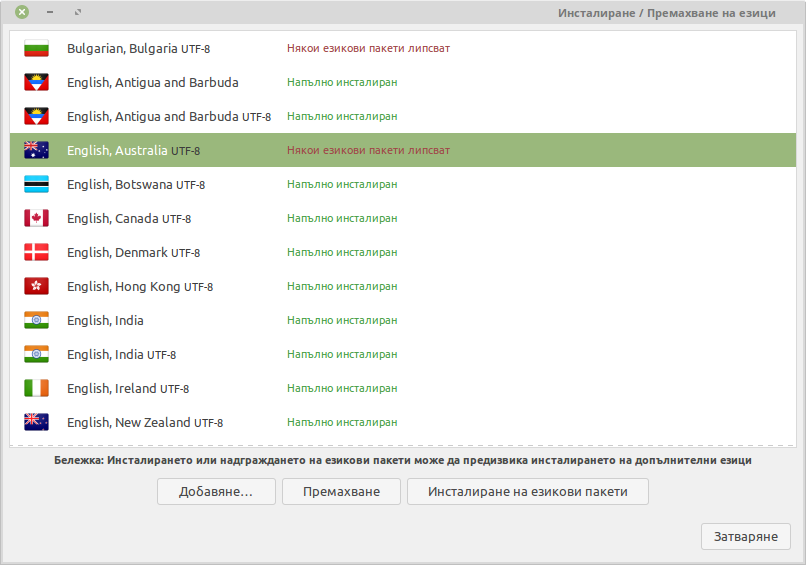 Инсталиране / Премахване на езици
Bulgarian, Bulgaria UTF-8 Някои езикови пакети липсват
English, Antigua and Barbuda Напълно инсталиран
English, Antigua and Barbuda UTF-8 Напълно инсталиран
English, Australia UTF-8 Някои езикови пакети липсват
English, Botswana UTF-8 Напълно инсталиран
English, Canada UTF-8 Напълно инсталиран
English, Denmark UTF-8 Напълно инсталиран
English, Hong Kong UTF-8 Напълно инсталиран
English, India Напълно инсталиран
English, India UTF-8 Напълно инсталиран
English, Ireland UTF-8 Напълно инсталиран
English, New Zealand UTF-8 Напълно инсталиран
Бележка: Инсталирането или надграждането на езикови пакети може да предизвика инсталирането на допълнителни езици
Добавяне... Премахване Инсталиране на езикови пакети
Затваряне